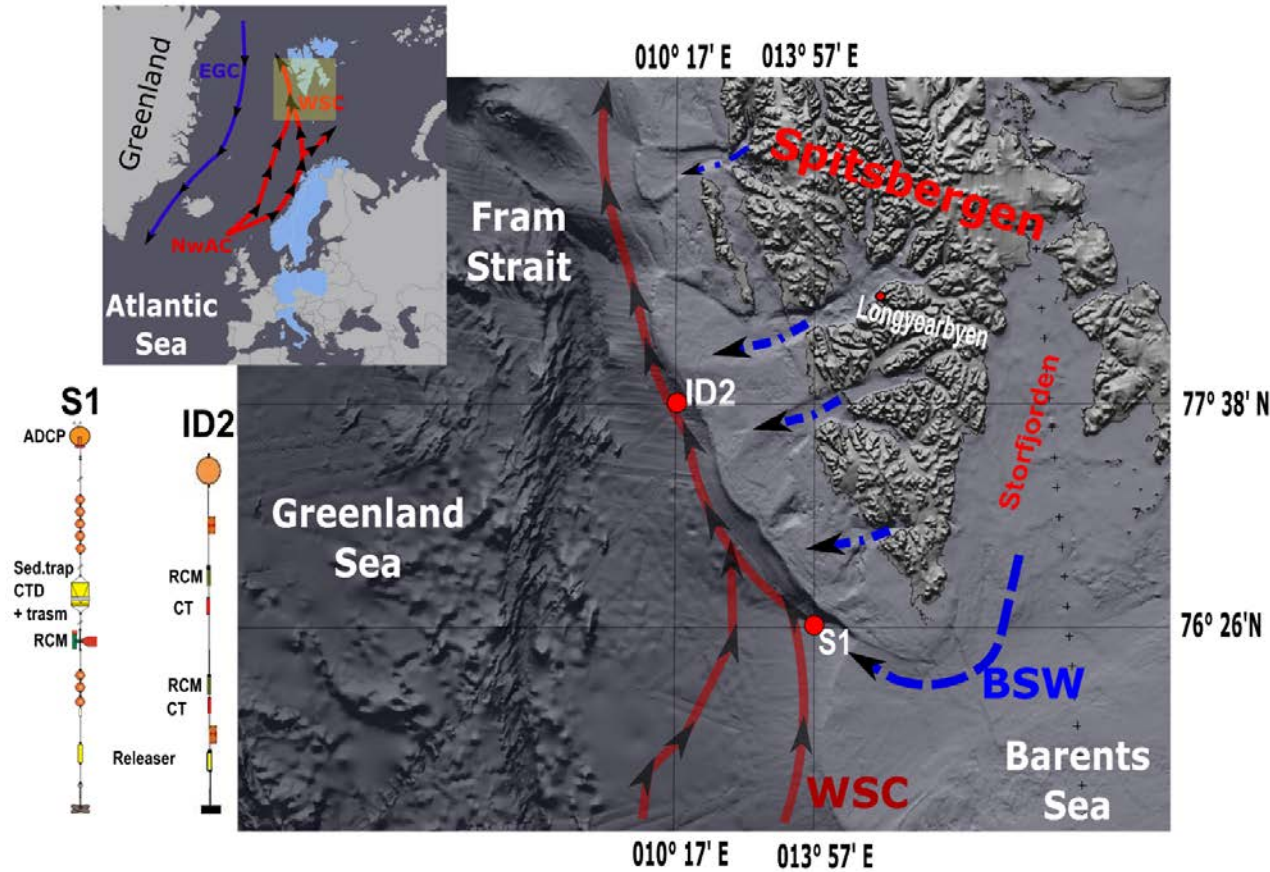 010° 17' E 013° 57' E
Greenland
EGC
WSC
NwAC
Atlantic
Sea
Spitsbergen
Fram
Strait
Longyearbyen
ID2
77° 38' N
Storfjorden
Greenland
Sea
S1
76° 26'N
BSW
Barents
Sea
WSC
010° 17' E 013° 57' E
S1
ADCP
Sed.trap
CTD
+ trasm
RCM
ID2
RCM
CT
RCM
CT
Releaser